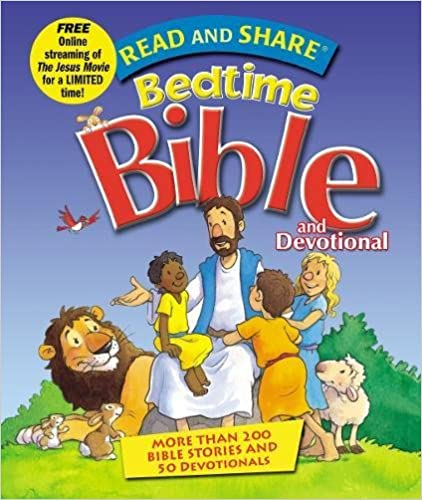 FREE
Online
streaming of
The Jesus Movie
for a LIMITED
time!
READ AND SHARE®
Bedtime
Bible
and
Devotional
MORE THAN 200
BIBLE STORIES AND
50 DEVOTIONALS